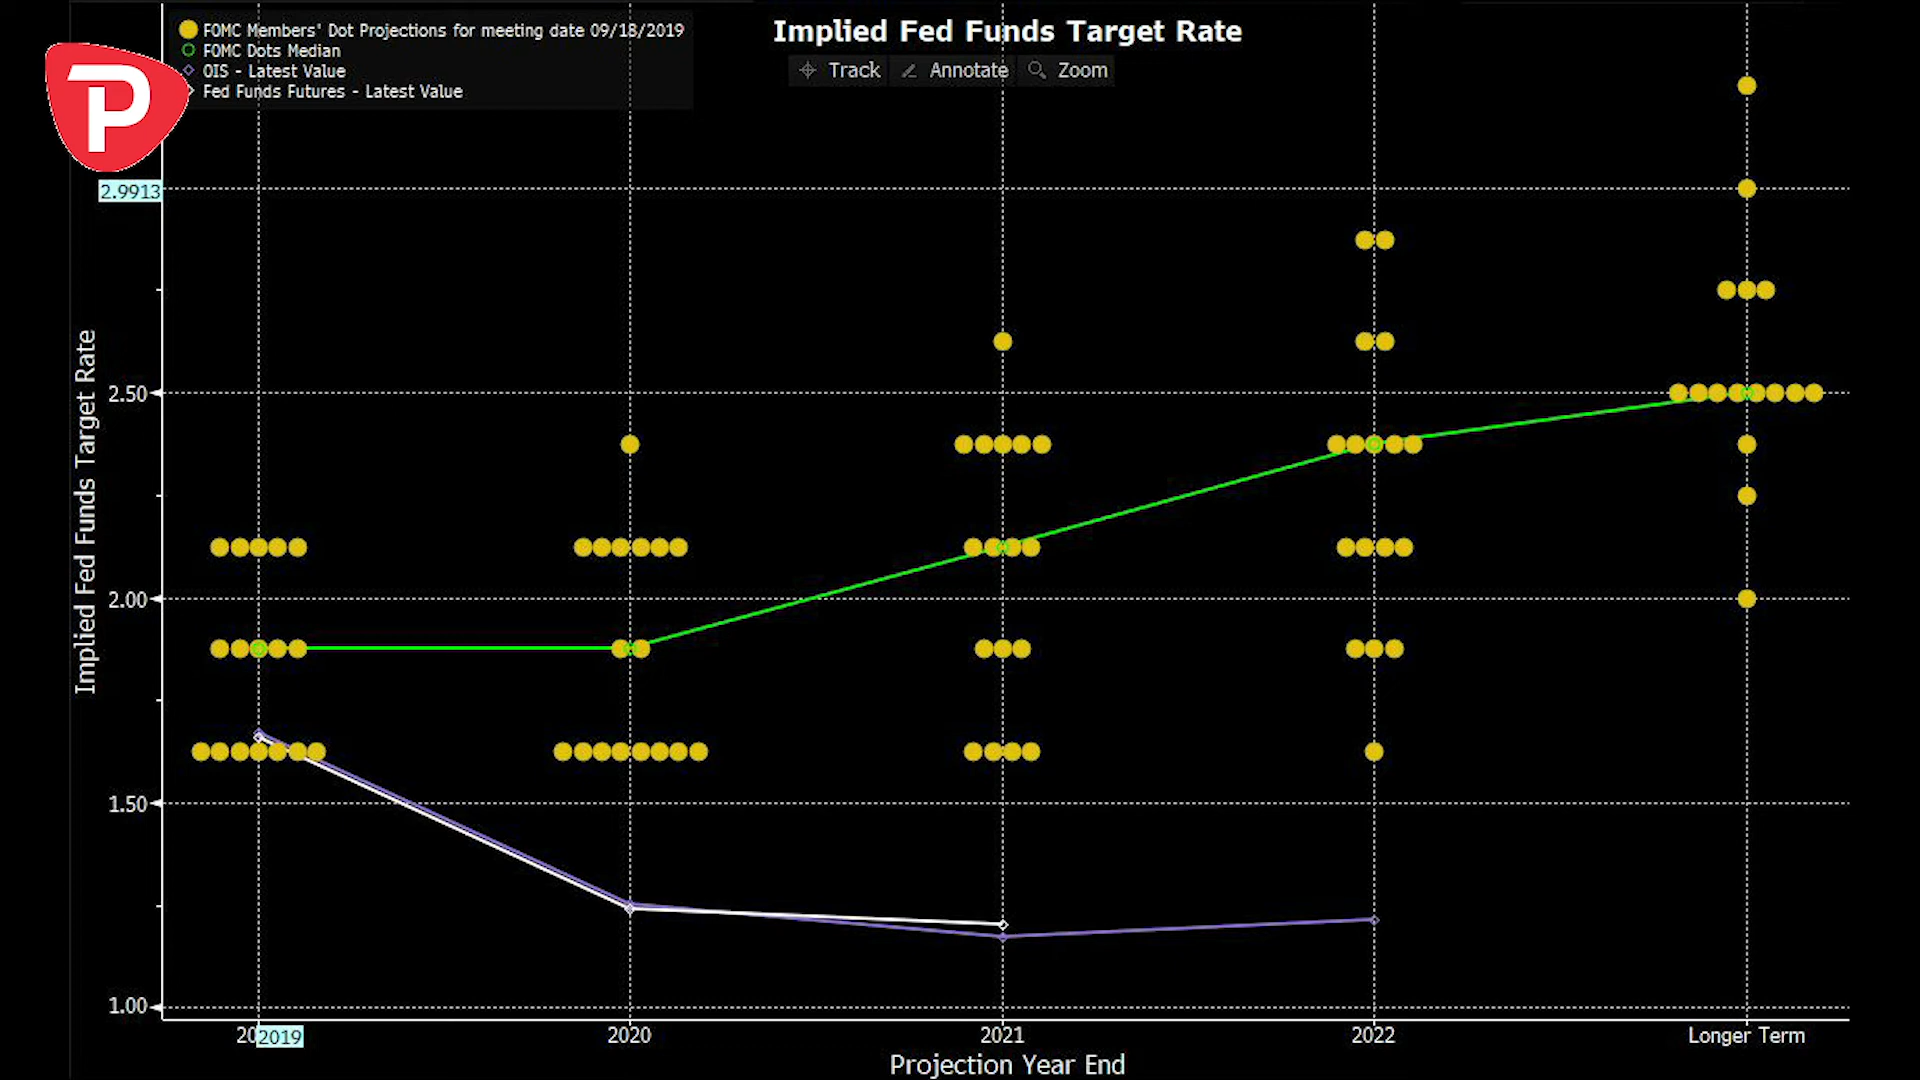 Implied Fed Funds Target Rate
FOMC Members' Dot Projections for meeting date 09/18/2019
FOMC Dots Median
OIS - Latest Value
Fed Funds Futures - Latest Value
Track Annotate Zoom
P
2.9913
2.50
2.00
1.50
1.00
Implied Fed Funds Target Rate
20 2019 2020 2021 2022 Longer Term
Projection Year End